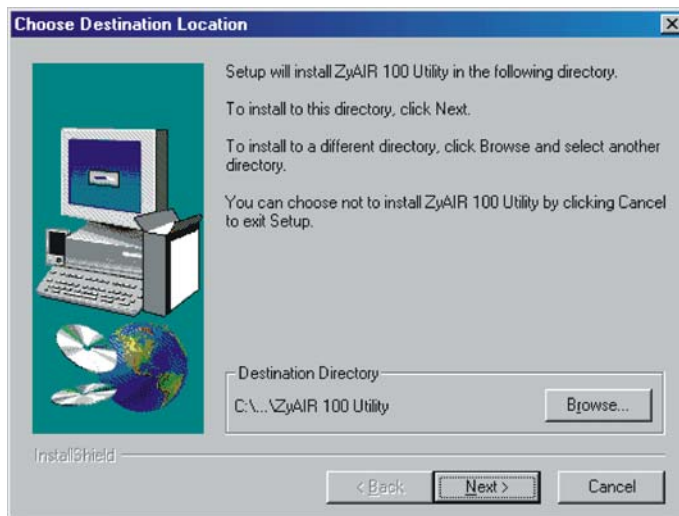 Choose Destination Location
Setup will install ZyAIR 100 Utility in the following directory.
To install to this directory, click Next.
To install to a different directory, click Browse and select another
directory.
You can choose not to install ZyAIR 100 Utility by clicking Cancel
to exit Setup.
Destination Directory
C:\...\ZyAIR 100 Utility
Browse...
InstallShield
< Back
Next >
Cancel